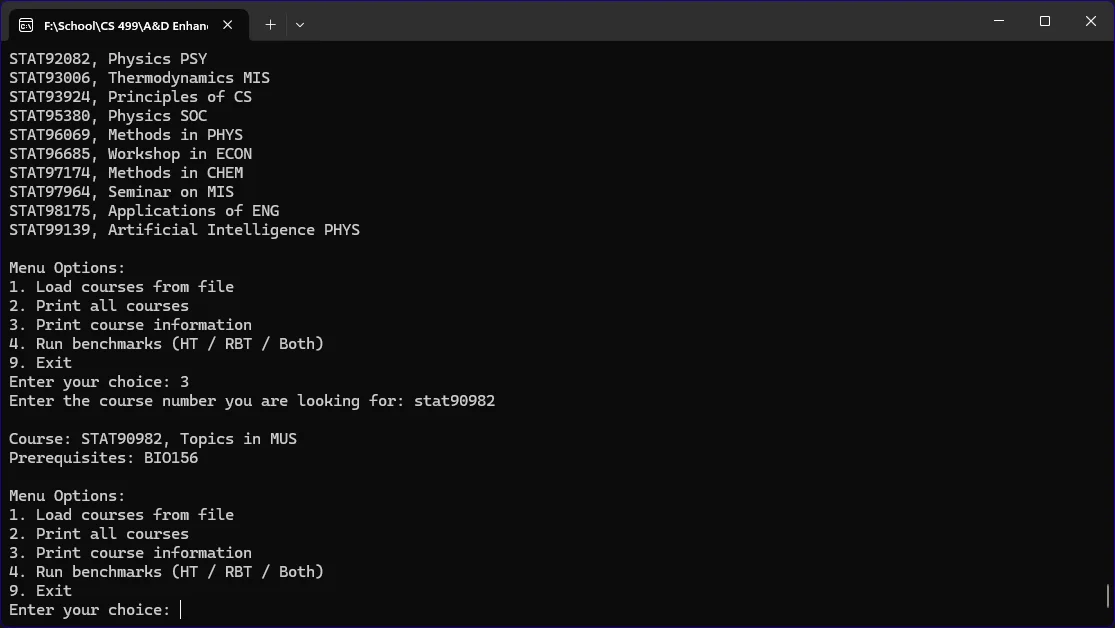 F:\School\CS 499\A&D Enhan
STAT92082, Physics PSY
STAT93006, Thermodynamics MIS
STAT93924, Principles of CS
STAT95380, Physics SOC
STAT96069, Methods in PHYS
STAT96685, Workshop in ECON
STAT97174, Methods in CHEM
STAT97964, Seminar on MIS
STAT98175, Applications of ENG
STAT99139, Artificial Intelligence PHYS
Menu Options:
1. Load courses from file
2. Print all courses
3. Print course information
4. Run benchmarks (HT / RBT / Both)
9. Exit
Enter your choice: 3
Enter the course number you are looking for: stat90982
Course: STAT90982, Topics in MUS
Prerequisites: BIO156
Menu Options:
1. Load courses from file
2. Print all courses
3. Print course information
4. Run benchmarks (HT / RBT / Both)
9. Exit
Enter your choice: